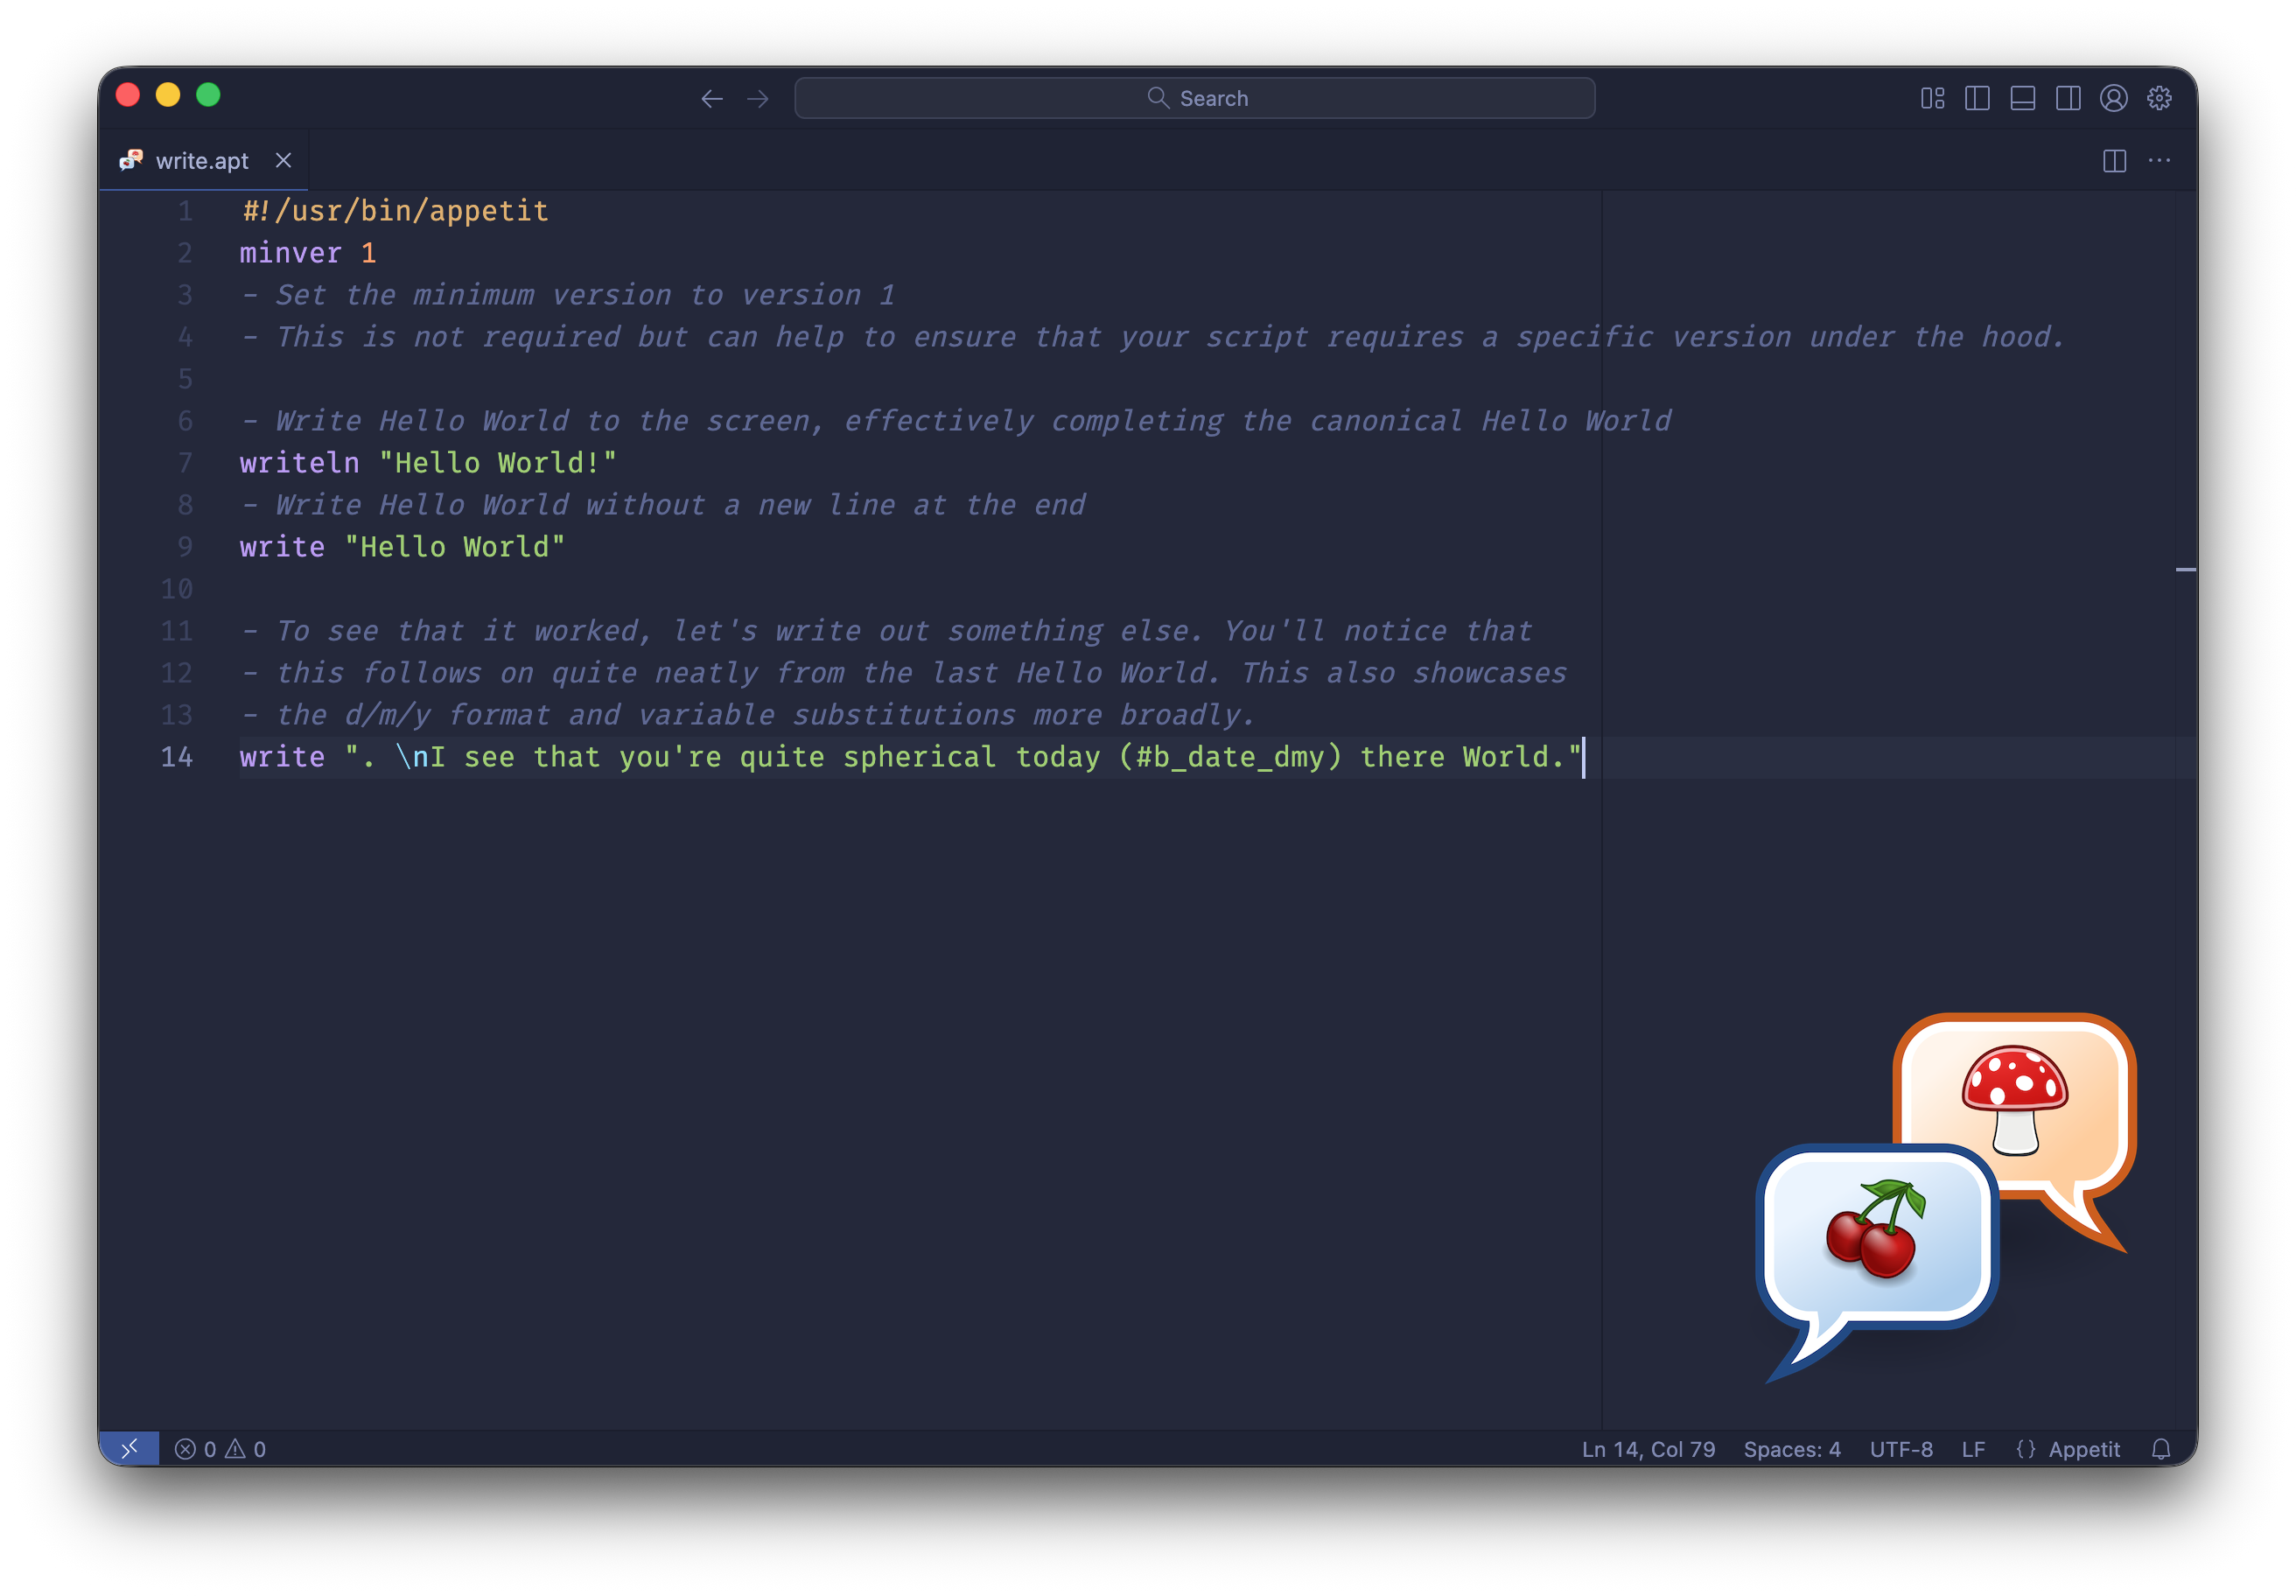 Search
write.apt
1 #!/usr/bin/appetit
2 minver 1
3 - Set the minimum version to version 1
4 - This is not required but can help to ensure that your script requires a specific version under the hood.
5
6 - Write Hello World to the screen, effectively completing the canonical Hello World
7 writeln "Hello World!"
8 - Write Hello World without a new line at the end
9 write "Hello World"
10
11 - To see that it worked, let's write out something else. You'll notice that
12 - this follows on quite neatly from the last Hello World. This also showcases
13 - the d/m/y format and variable substitutions more broadly.
14 write ". \nI see that you're quite spherical today (#b_date_dmy) there World."
0 0 Ln 14, Col 79 Spaces: 4 UTF-8 LF {} Appetit